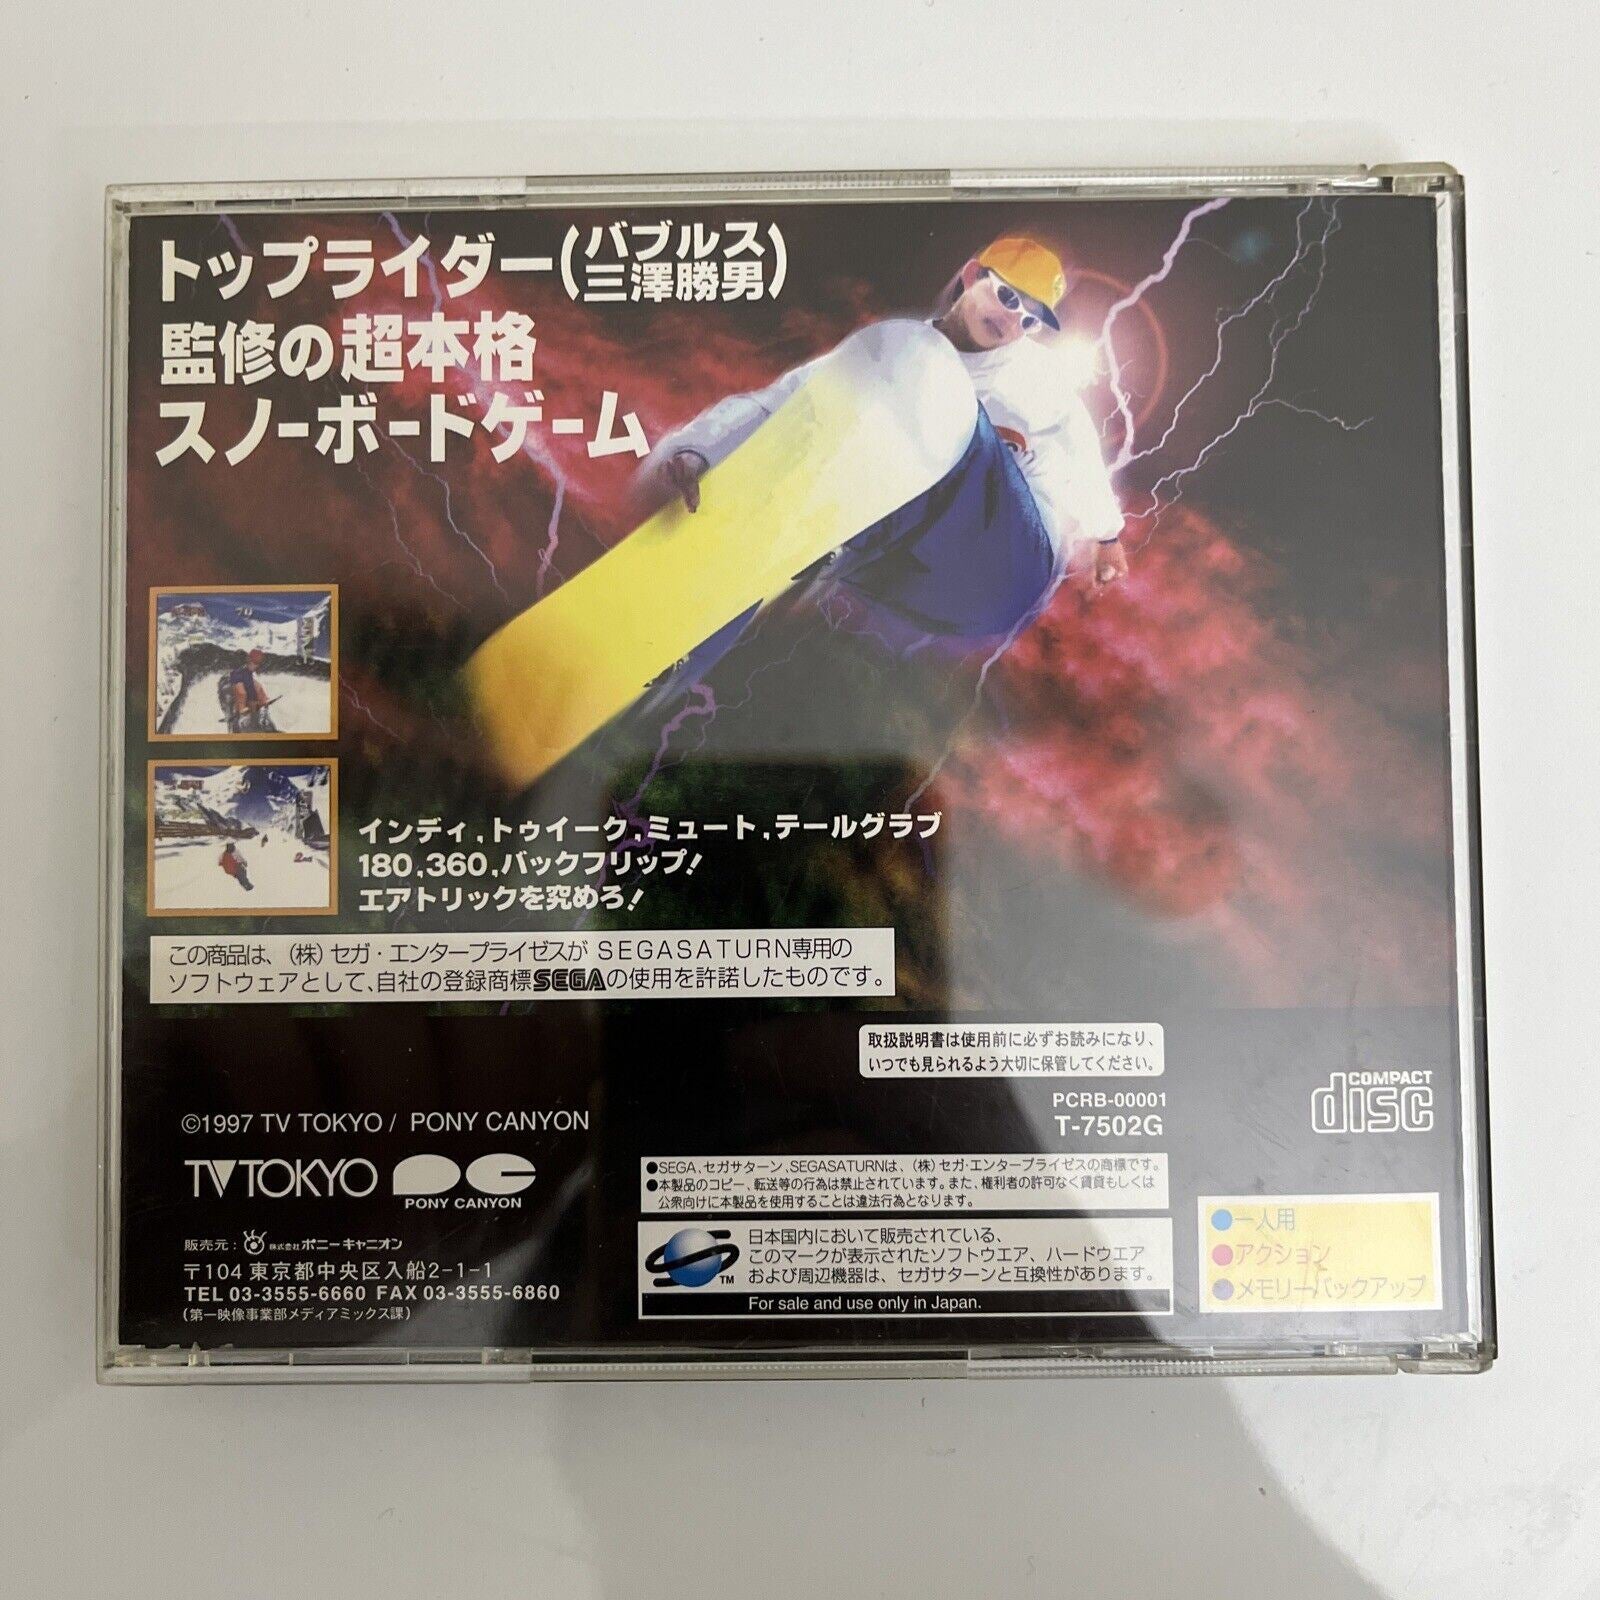 トップライダー(バブルス
三澤勝男)
監修の超本格
スノーボードゲーム
インディ,トゥイーク,ミュート,テールグラブ
180,360,バックフリップ!
エアトリックを究めろ!
この商品は、(株)セガ・エンタープライゼスが SEGASATURN専用の
ソフトウェアとして、自社の登録商標SEGAの使用を許諾したものです。
取扱説明書は使用前に必ずお読みになり、
いつでも見られるよう大切に保管してください。
PCRB-00001
T-7502G
COMPACT
disc
©1997 TV TOKYO / PONY CANYON
TV TOKYO
PONY CANYON
販売元:株式会社ポニーキャニオン
〒104 東京都中央区入船2-1-1
TEL 03-3555-6660 FAX 03-3555-6860
(第一映像事業部メディアミックス課)
●SEGA、セガサターン、SEGASATURNは、(株)セガ・エンタープライゼスの商標です。
●本製品のコピー、転送等の行為は禁止されています。また、権利者の許可なく賃貸もしくは
公衆向けに本製品を使用することは違法行為となります。
日本国内において販売されている、
このマークが表示されたソフトウエア、ハードウエア
および周辺機器は、セガサターンと互換性があります。
TM
For sale and use only in Japan.
●一人用
●アクション
●メモリーバックアップ